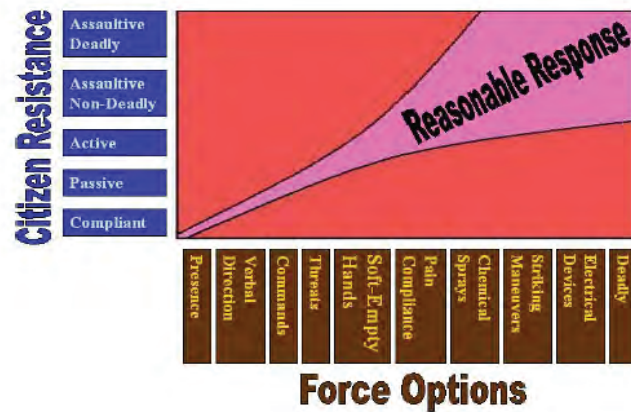 Citizen Resistance
Assaultive
Deadly
Assaultive
Non-Deadly
Active
Passive
Compliant
Reasonable Response
Presence
Verbal
Direction
Commands
Threats
Soft-Empty
Hands
Pain
Compliance
Chemical
Sprays
Striking
Maneuvers
Electrical
Devices
Deadly
Force Options